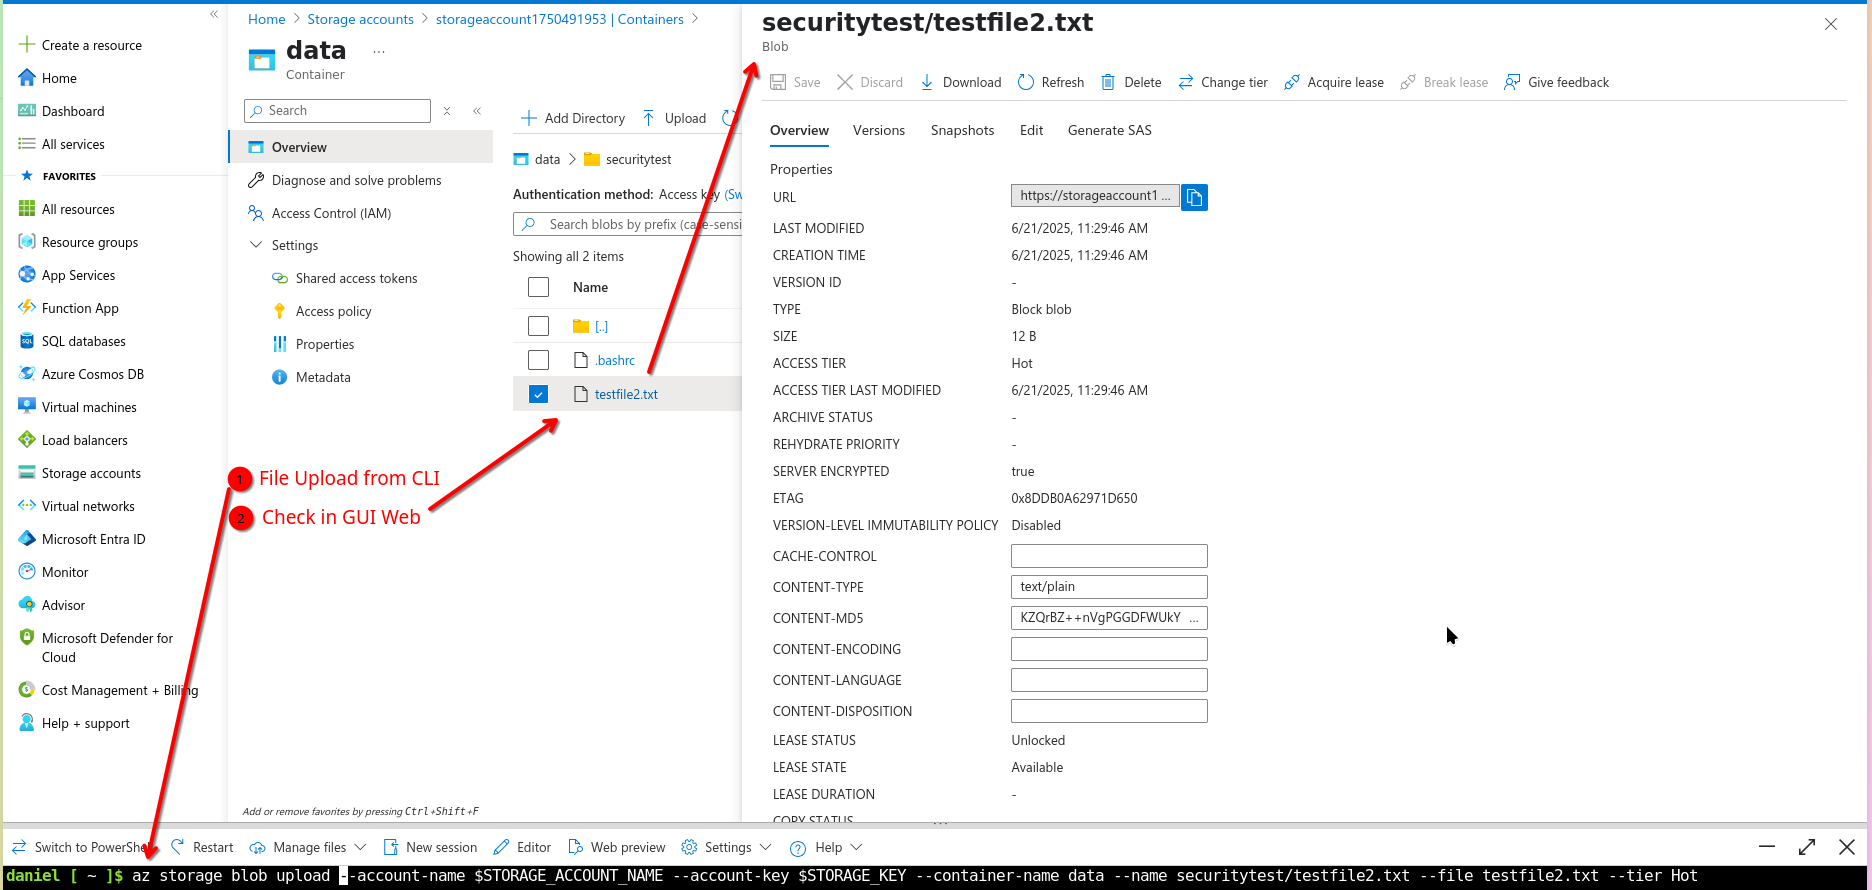 Create a resource
Home
Dashboard
All services
FAVORITES
All resources
Resource groups
App Services
Function App
SQL databases
Azure Cosmos DB
Virtual machines
Load balancers
Storage accounts
Virtual networks
Microsoft Entra ID
Monitor
Advisor
Microsoft Defender for
Cloud
Cost Management + Billing
Help + support
Home > Storage accounts > storageaccount1750491953 | Containers >
data ...
Container
Search
Overview
Diagnose and solve problems
Access Control (IAM)
Settings
Shared access tokens
Access policy
Properties
Metadata
Add or remove favorites by pressing Ctrl+Shift+F
Add Directory Upload
data > securitytest
Authentication method: Access key (Sw
Search blobs by prefix (case-sensi
Showing all 2 items
Name
[..]
.bashrc
testfile2.txt
1 File Upload from CLI
2 Check in GUI Web
securitytest/testfile2.txt
Blob
Save Discard Download Refresh Delete Change tier Acquire lease Break lease Give feedback
Overview Versions Snapshots Edit Generate SAS
Properties
URL https://storageaccount1 ...
LAST MODIFIED 6/21/2025, 11:29:46 AM
CREATION TIME 6/21/2025, 11:29:46 AM
VERSION ID -
TYPE Block blob
SIZE 12 B
ACCESS TIER Hot
ACCESS TIER LAST MODIFIED 6/21/2025, 11:29:46 AM
ARCHIVE STATUS -
REHYDRATE PRIORITY -
SERVER ENCRYPTED true
ETAG 0x8DDB0A62971D650
VERSION-LEVEL IMMUTABILITY POLICY Disabled
CACHE-CONTROL
CONTENT-TYPE text/plain
CONTENT-MD5 KZQrBZ++nVgPGGDFWUkY ...
CONTENT-ENCODING
CONTENT-LANGUAGE
CONTENT-DISPOSITION
LEASE STATUS Unlocked
LEASE STATE Available
LEASE DURATION -
COPY STATUS
Switch to PowerShell Restart Manage files New session Editor Web preview Settings Help
daniel [ ~ ]$ az storage blob upload --account-name $STORAGE_ACCOUNT_NAME --account-key $STORAGE_KEY --container-name data --name securitytest/testfile2.txt --file testfile2.txt --tier Hot